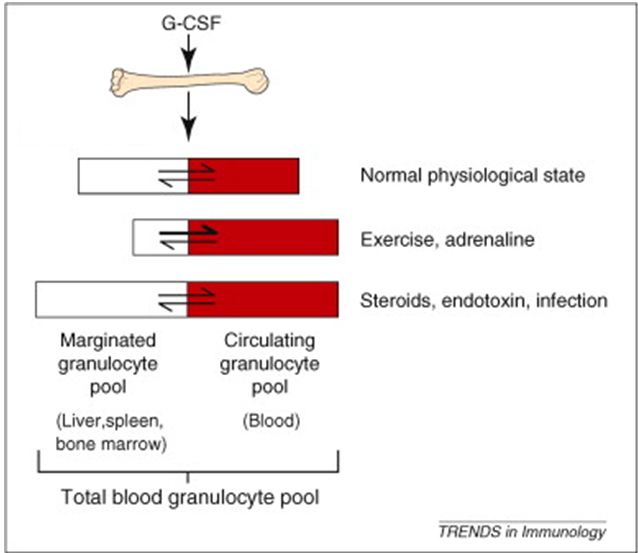 G-CSF
Normal physiological state
Exercise, adrenaline
Steroids, endotoxin, infection
Marginated
granulocyte
pool
(Liver,spleen,
bone marrow)
Circulating
granulocyte
pool
(Blood)
Total blood granulocyte pool
TRENDS in Immunology